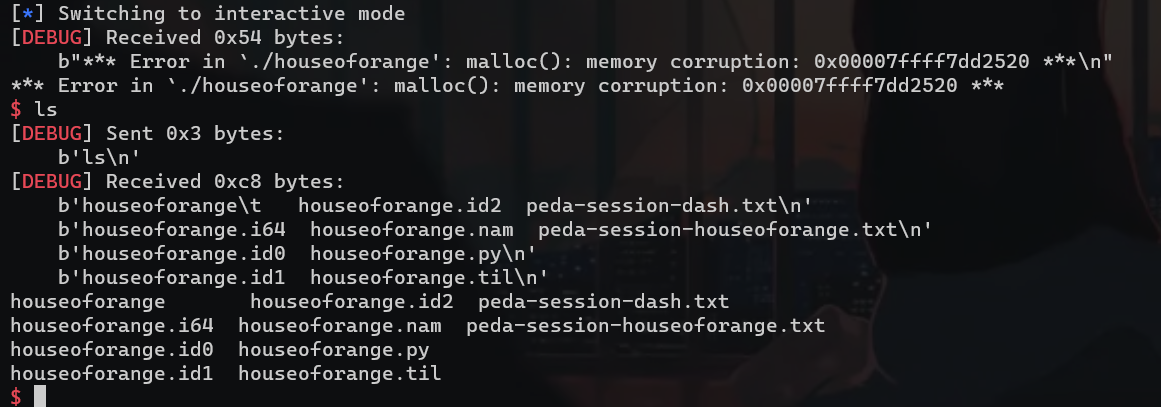 [*] Switching to interactive mode
[DEBUG] Received 0x54 bytes:
    b"*** Error in `./houseoforange': malloc(): memory corruption: 0x00007ffff7dd2520 ***\n"
*** Error in `./houseoforange': malloc(): memory corruption: 0x00007ffff7dd2520 ***
$ ls
[DEBUG] Sent 0x3 bytes:
    b'ls\n'
[DEBUG] Received 0xc8 bytes:
    b'houseoforange\t   houseoforange.id2  peda-session-dash.txt\n'
    b'houseoforange.i64  houseoforange.nam  peda-session-houseoforange.txt\n'
    b'houseoforange.id0  houseoforange.py\n'
    b'houseoforange.id1  houseoforange.til\n'
houseoforange       houseoforange.id2  peda-session-dash.txt
houseoforange.i64  houseoforange.nam  peda-session-houseoforange.txt
houseoforange.id0  houseoforange.py
houseoforange.id1  houseoforange.til
$